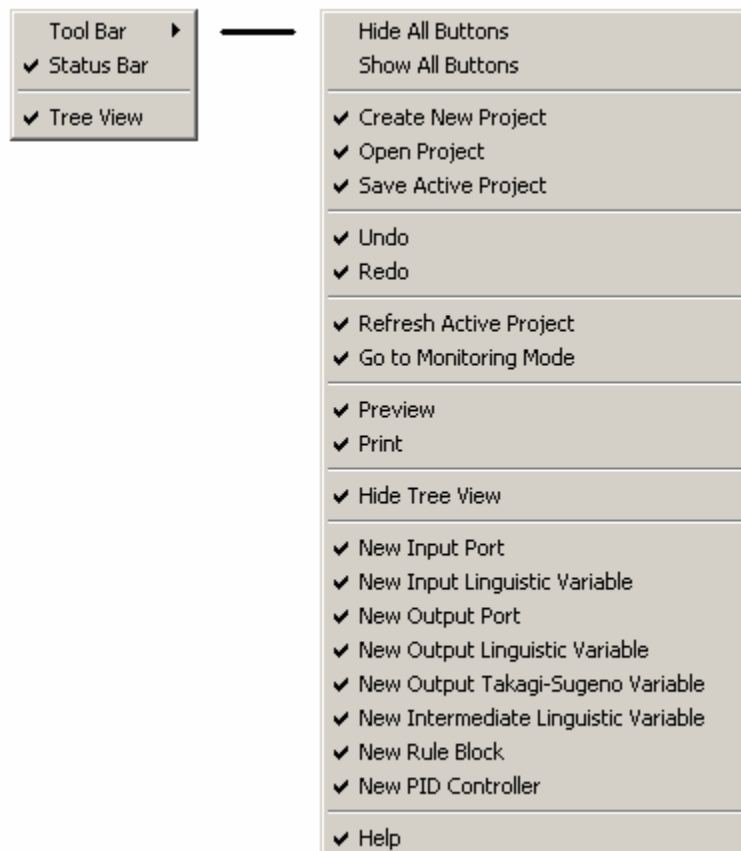 Tool Bar
Status Bar
Tree View
Hide All Buttons
Show All Buttons
Create New Project
Open Project
Save Active Project
Undo
Redo
Refresh Active Project
Go to Monitoring Mode
Preview
Print
Hide Tree View
New Input Port
New Input Linguistic Variable
New Output Port
New Output Linguistic Variable
New Output Takagi-Sugeno Variable
New Intermediate Linguistic Variable
New Rule Block
New PID Controller
Help